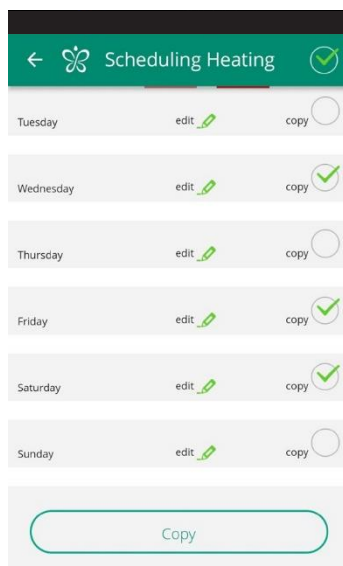 Scheduling Heating
Tuesday edit copy
Wednesday edit copy
Thursday edit copy
Friday edit copy
Saturday edit copy
Sunday edit copy
Copy